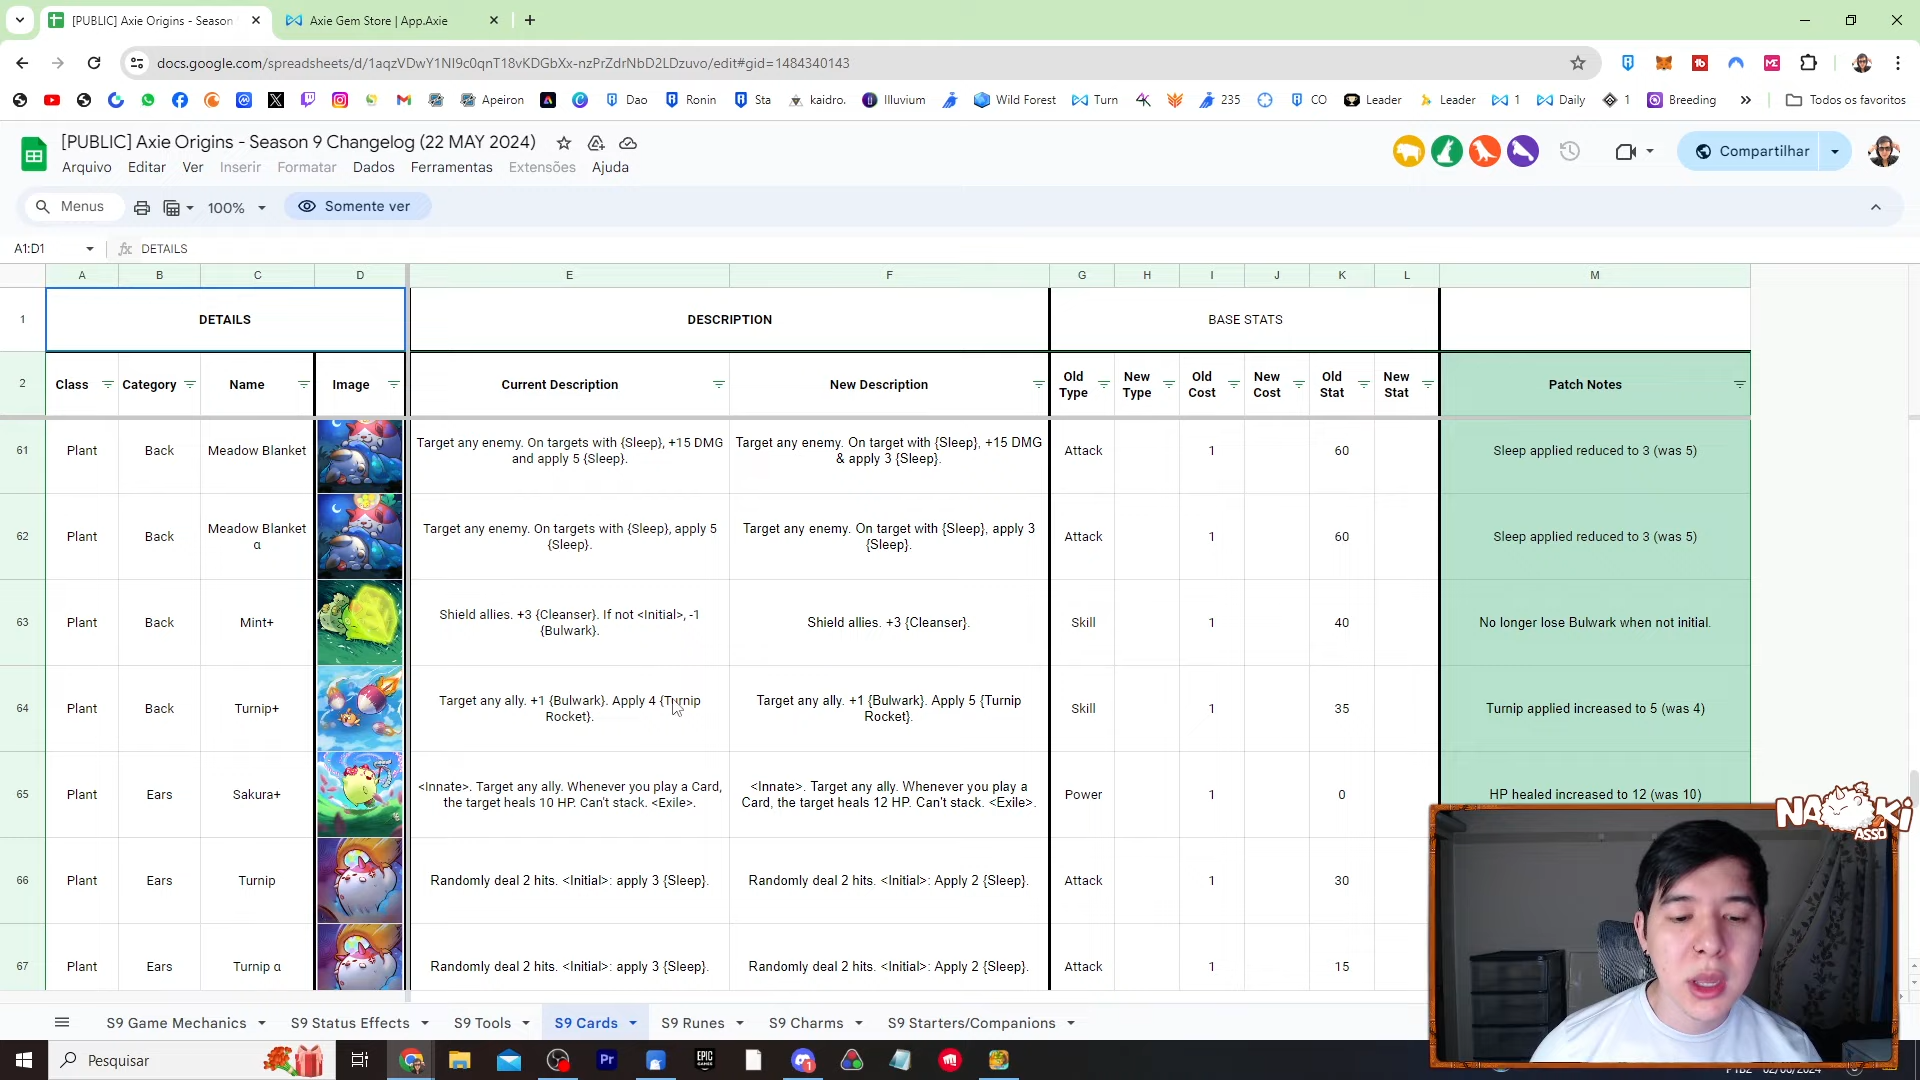 [PUBLIC] Axie Origins - Season
Axie Gem Store | App.Axie
docs.google.com/spreadsheets/d/1aqzVDwY1NI9c0qnT18vKDGbXx-nzPrZdrNbD2LDzuvo/edit#gid=1484340143
Apeiron
Dao
Ronin
Sta
kaidro.
Illuvium
Wild Forest
Turn
235
CO
Leader
Leader
1
Daily
1
Breeding
Todos os favoritos
[PUBLIC] Axie Origins - Season 9 Changelog (22 MAY 2024)
Arquivo Editar Ver Inserir Formatar Dados Ferramentas Extensões Ajuda
Compartilhar
Menus
100%
Somente ver
A1:D1
fx DETAILS
A B C D E F G H I J K L M
1 DETAILS DESCRIPTION BASE STATS
2 Class Category Name Image Current Description New Description Old Type New Type Old Cost New Cost Old Stat New Stat Patch Notes
61 Plant Back Meadow Blanket
Target any enemy. On targets with {Sleep}, +15 DMG
and apply 5 {Sleep}.
Target any enemy. On target with {Sleep}, +15 DMG
& apply 3 {Sleep}.
Attack 1 60 Sleep applied reduced to 3 (was 5)
62 Plant Back Meadow Blanket
α
Target any enemy. On targets with {Sleep}, apply 5
{Sleep}.
Target any enemy. On target with {Sleep}, apply 3
{Sleep}.
Attack 1 60 Sleep applied reduced to 3 (was 5)
63 Plant Back Mint+
Shield allies. +3 {Cleanser}. If not <Initial>, -1
{Bulwark}.
Shield allies. +3 {Cleanser}.
Skill 1 40 No longer lose Bulwark when not initial.
64 Plant Back Turnip+
Target any ally. +1 {Bulwark}. Apply 4 {Turnip
Rocket}.
Target any ally. +1 {Bulwark}. Apply 5 {Turnip
Rocket}.
Skill 1 35 Turnip applied increased to 5 (was 4)
65 Plant Ears Sakura+
<Innate>. Target any ally. Whenever you play a Card,
the target heals 10 HP. Can't stack. <Exile>.
<Innate>. Target any ally. Whenever you play a
Card, the target heals 12 HP. Can't stack. <Exile>.
Power 1 0 HP healed increased to 12 (was 10)
66 Plant Ears Turnip
Randomly deal 2 hits. <Initial>: apply 3 {Sleep}.
Randomly deal 2 hits. <Initial>: Apply 2 {Sleep}.
Attack 1 30
67 Plant Ears Turnip α
Randomly deal 2 hits. <Initial>: apply 3 {Sleep}.
Randomly deal 2 hits. <Initial>: Apply 2 {Sleep}.
Attack 1 15
NAOKI
ASSO
S9 Game Mechanics S9 Status Effects S9 Tools S9 Cards S9 Runes S9 Charms S9 Starters/Companions
Pesquisar
Pr
EPIC
GAMES